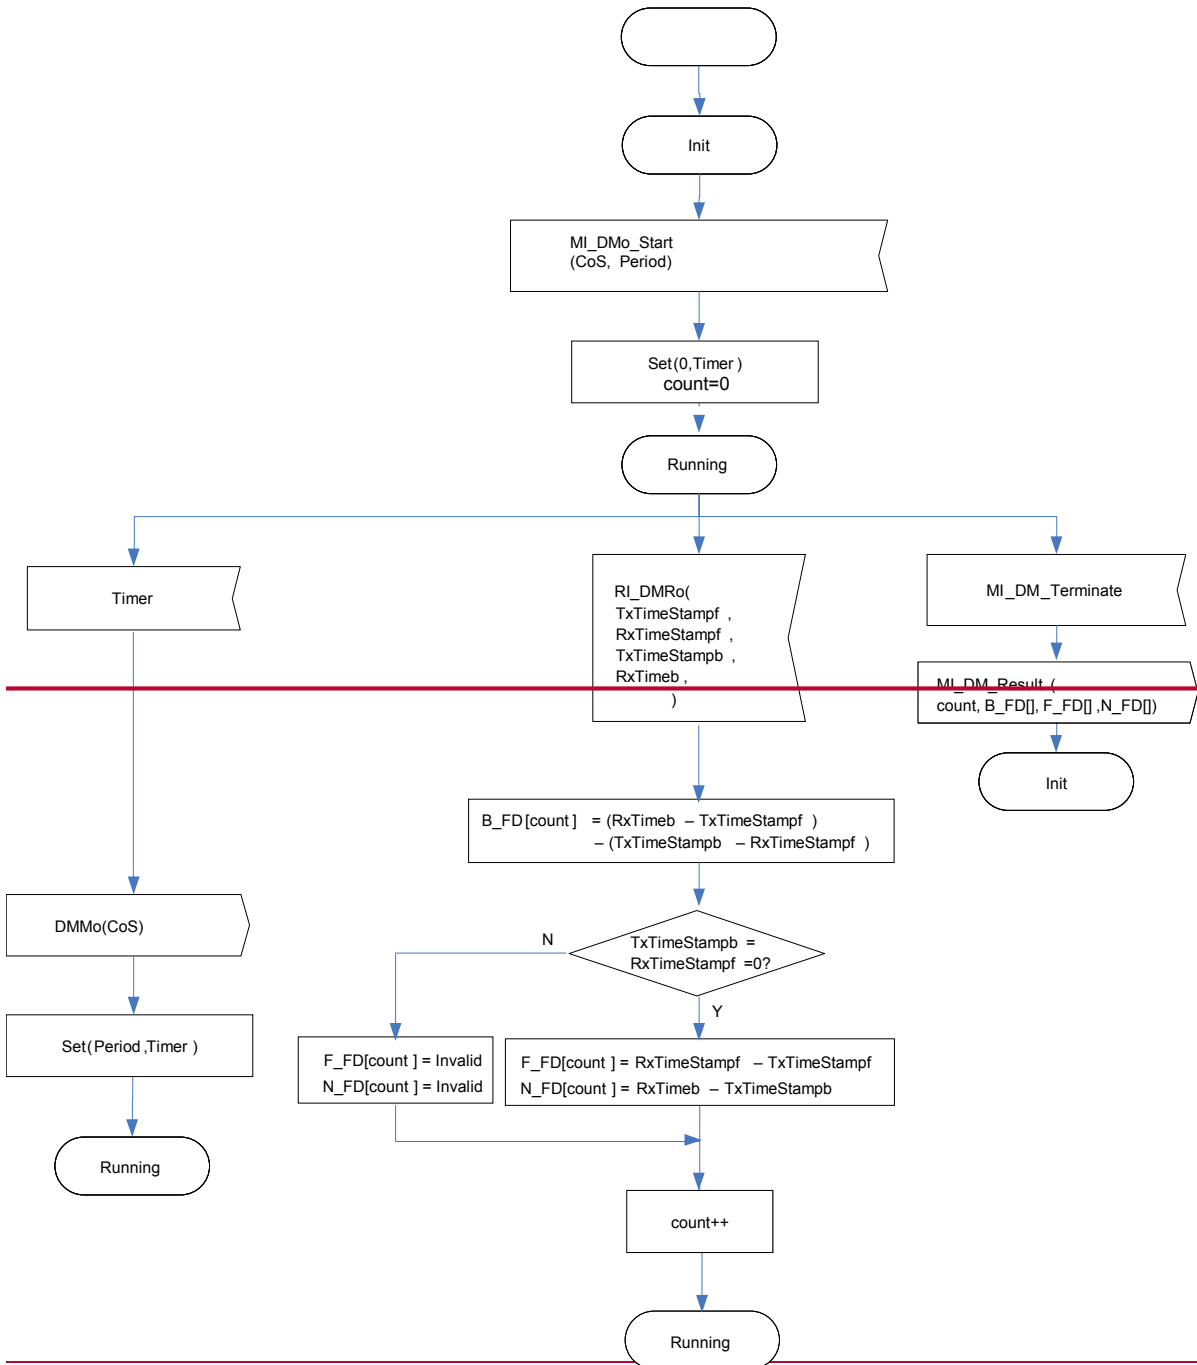 Init
MI_DMo_Start
(CoS, Period)
Set(0,Timer)
count=0
Running
Timer
RI_DMRo(
TxTimeStampf ,
RxTimeStampf ,
TxTimeStampb ,
RxTimeb ,
)
MI_DM_Terminate
MI_DM_Result (
count, B_FD[], F_FD[] ,N_FD[])
Init
B_FD[count] = (RxTimeb – TxTimeStampf )
– (TxTimeStampb – RxTimeStampf )
DMMo(CoS)
N
TxTimeStampb =
RxTimeStampf =0?
Y
Set(Period,Timer )
F_FD[count ] = Invalid
N_FD[count ] = Invalid
F_FD[count ] = RxTimeStampf – TxTimeStampf
N_FD[count ] = RxTimeb – TxTimeStampb
Running
count++
Running